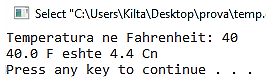 Select "C:\Users\Kilta\Desktop\prova\temp.
Temperatura ne Fahrenheit: 40
40.0 F eshte 4.4 Cn
Press any key to continue . . .